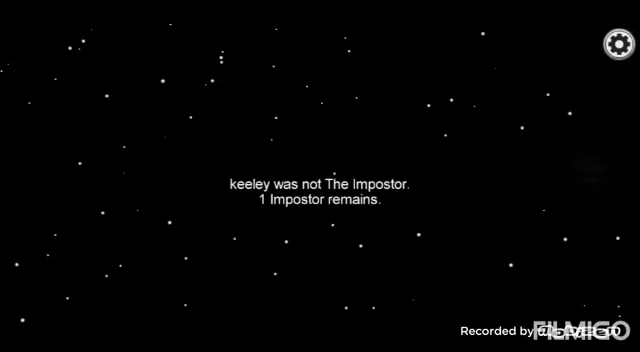 keeley was not The Impostor.
1 Impostor remains.
Recorded by
FILMIGO